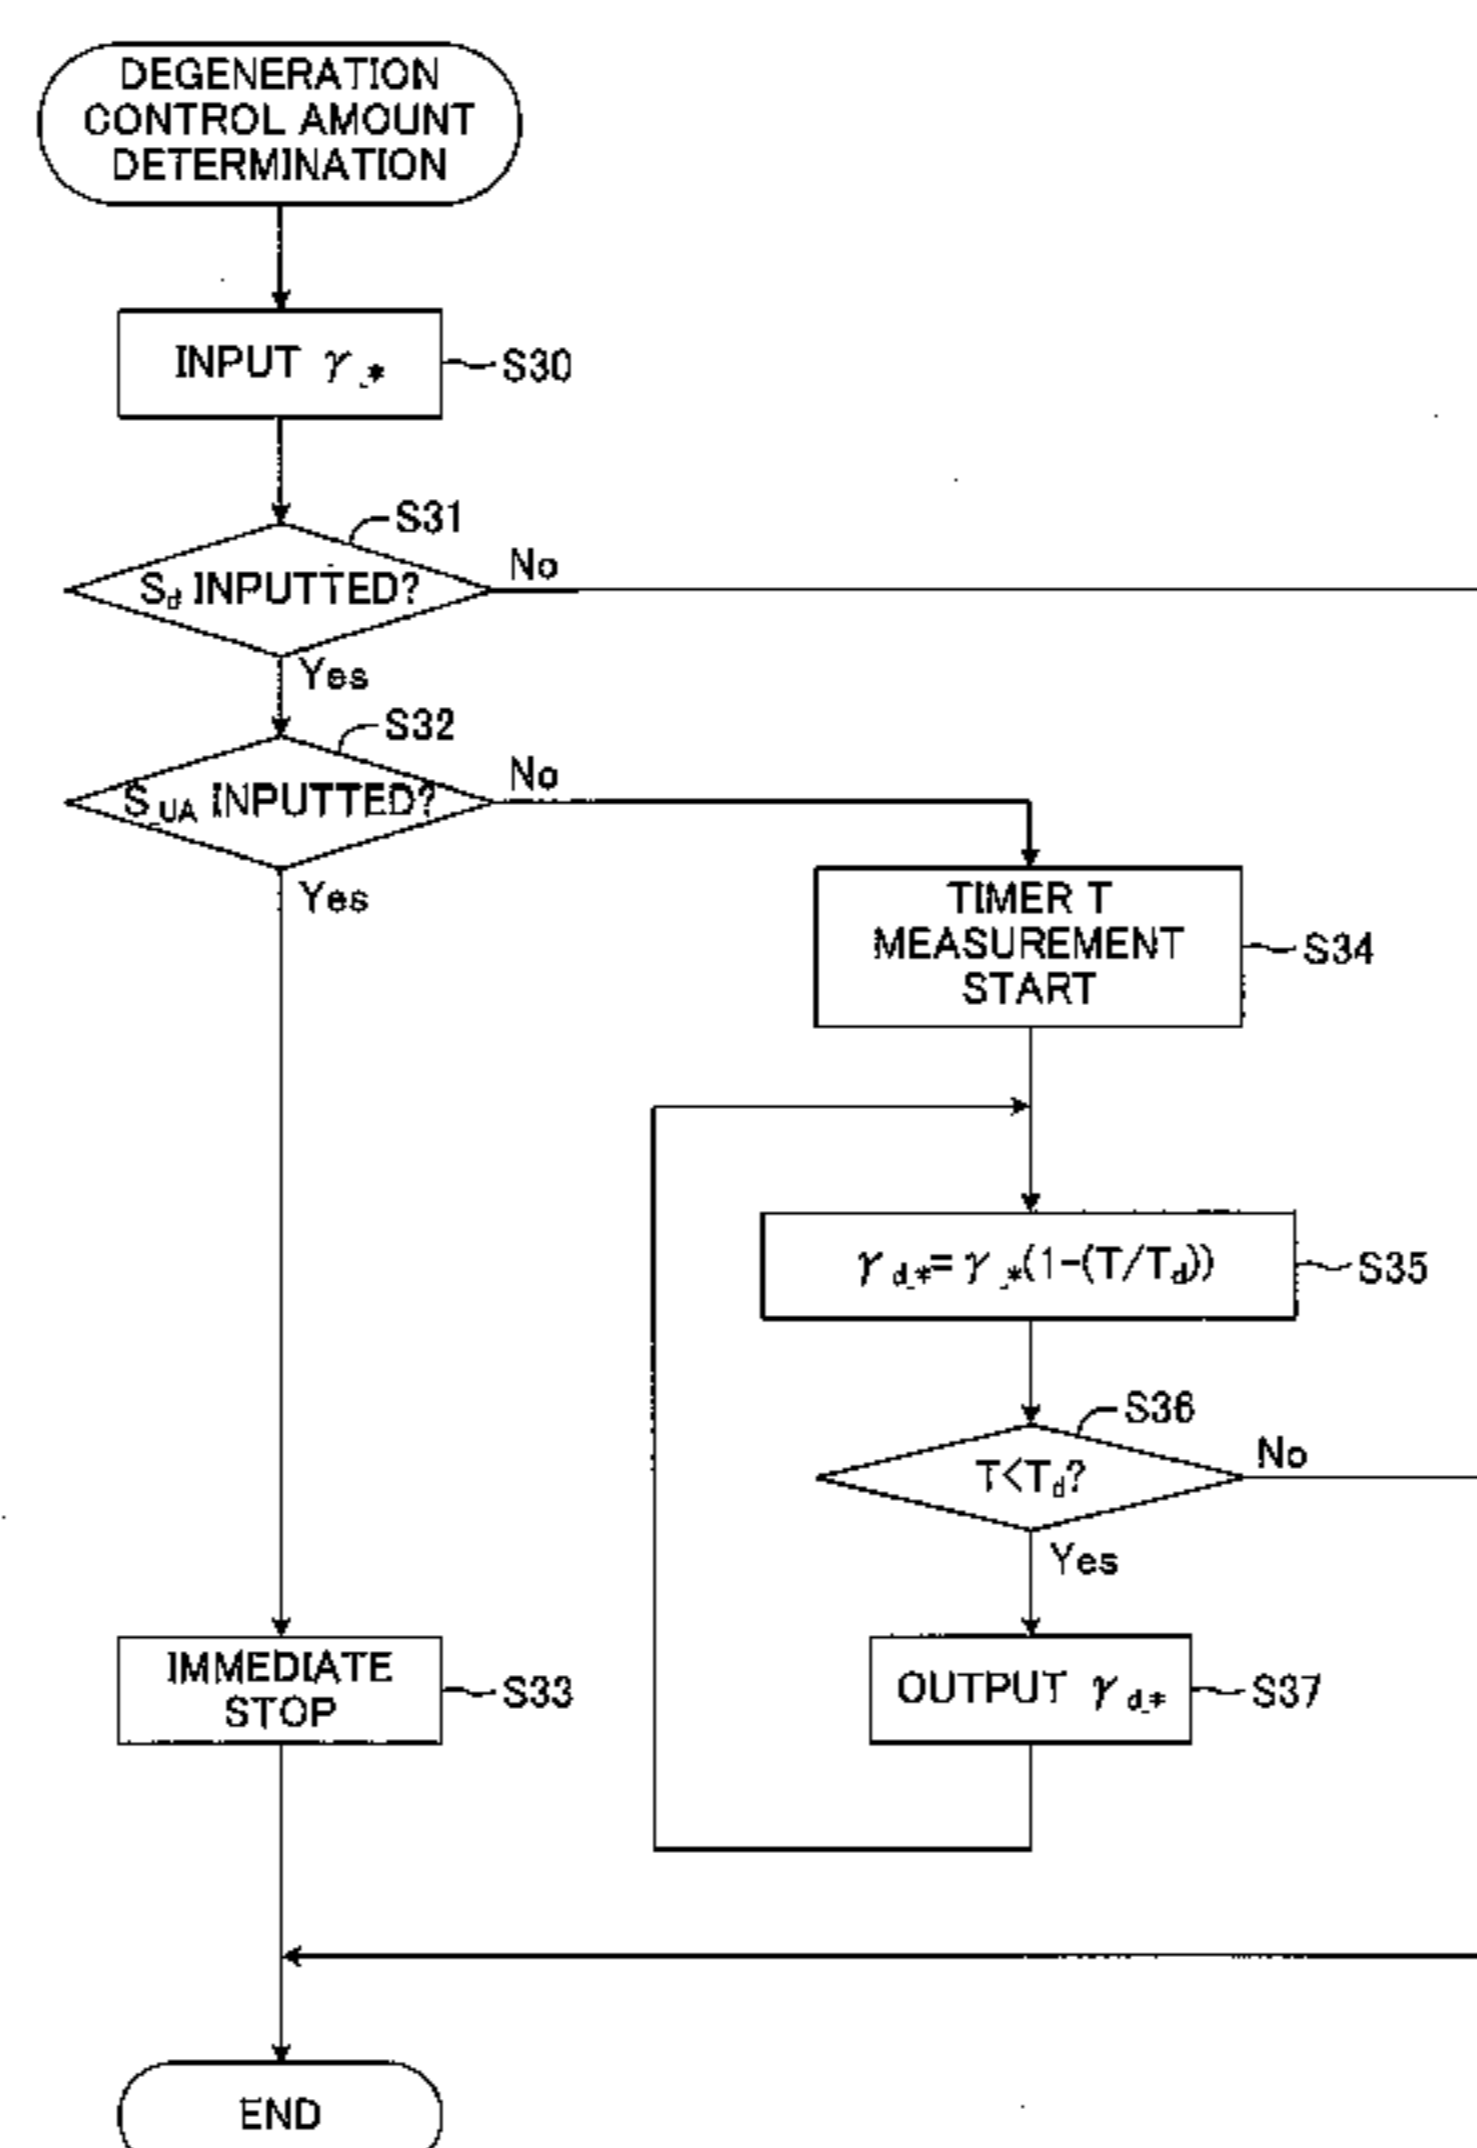 DEGENERATION
CONTROL AMOUNT
DETERMINATION
INPUT γ_*
S30
S31
Sd INPUTTED?
No
Yes
S32
S_UA INPUTTED?
No
Yes
TIMER T
MEASUREMENT
START
S34
γd_*=γ_*(1-(T/Td))
S35
S36
T<Td?
No
Yes
IMMEDIATE
STOP
S33
OUTPUT γd_*
S37
END